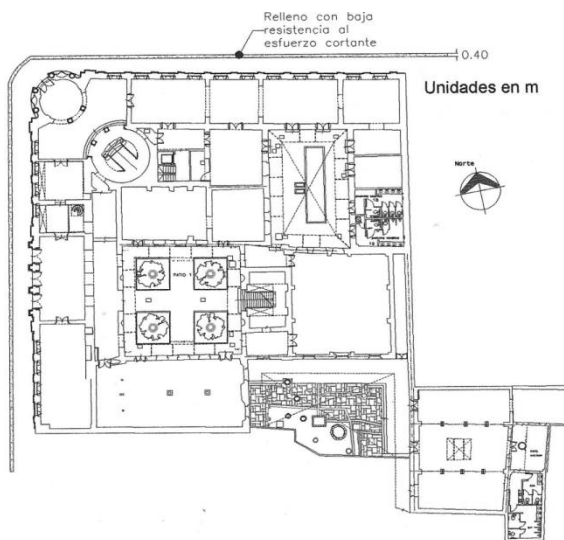 Relleno con baja
resistencia al
esfuerzo cortante
0.40
Unidades en m
Norte
PATIO 1